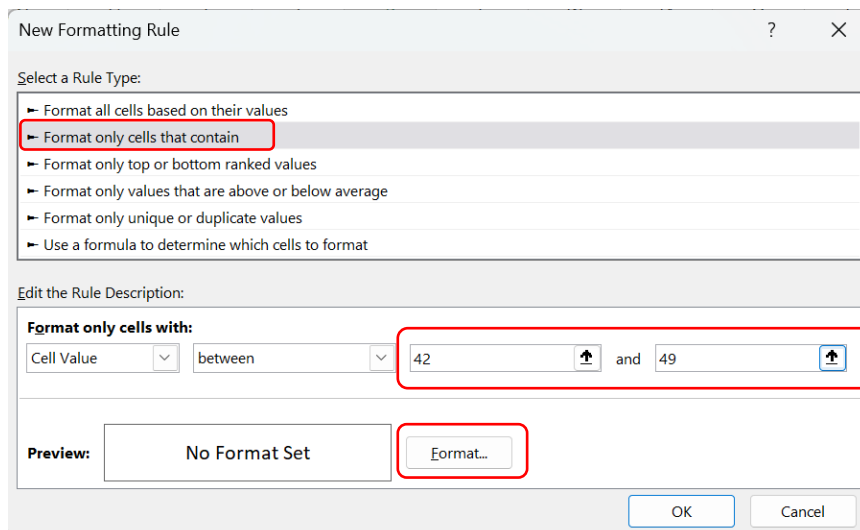 New Formatting Rule ?
Select a Rule Type:
► Format all cells based on their values
► Format only cells that contain
► Format only top or bottom ranked values
► Format only values that are above or below average
► Format only unique or duplicate values
► Use a formula to determine which cells to format
Edit the Rule Description:
Format only cells with:
Cell Value between 42 and 49
Preview: No Format Set Format...
OK Cancel